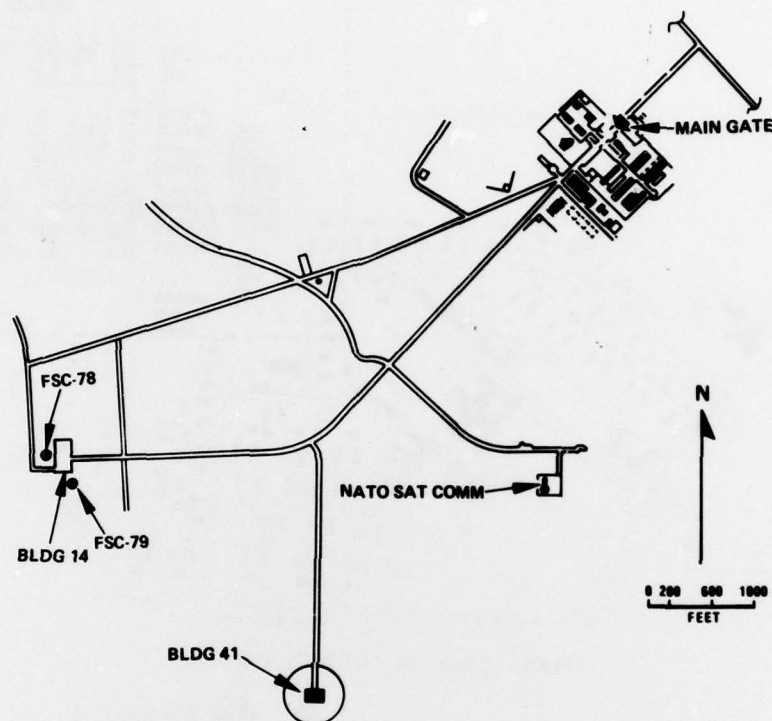 MAIN GATE
FSC-78
N
NATO SAT COMM
FSC-79
BLDG 14
0 200 600 1000
FEET
BLDG 41